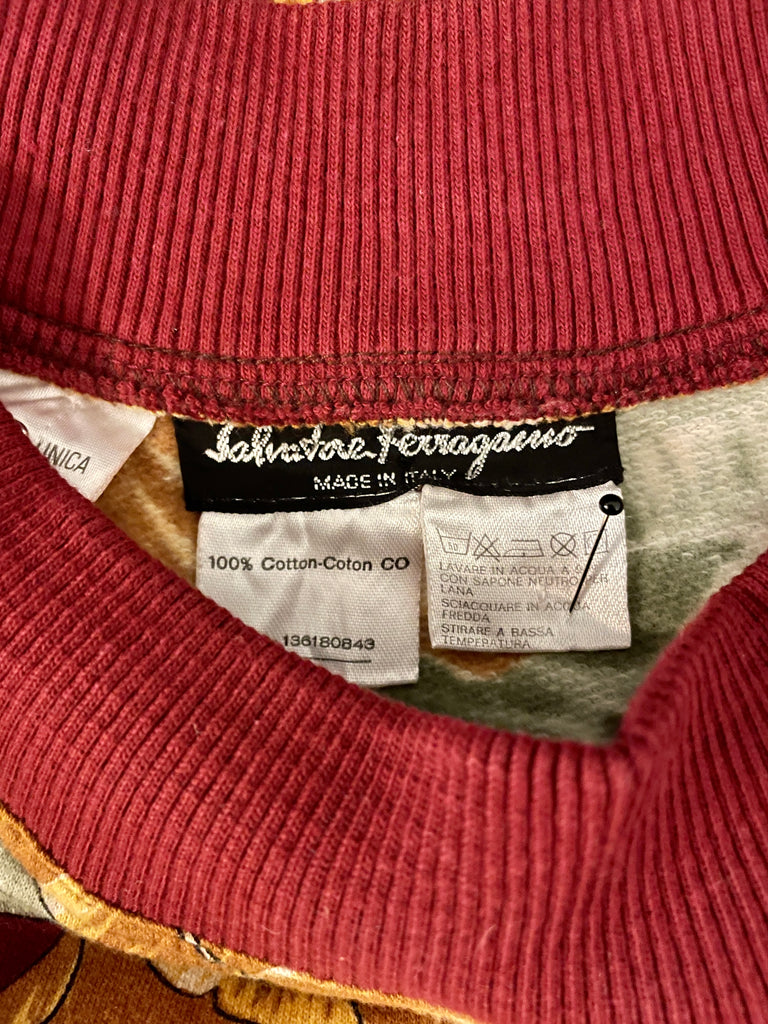 UNICA
Salvatore Ferragamo
MADE IN ITALY
100% Cotton-Coton CO
136180843
LAVARE IN ACQUA A
CON SAPONE NEUTRO PER
LANA
SCIACQUARE IN ACQUA
FREDDA
STIRARE A BASSA
TEMPERATURA